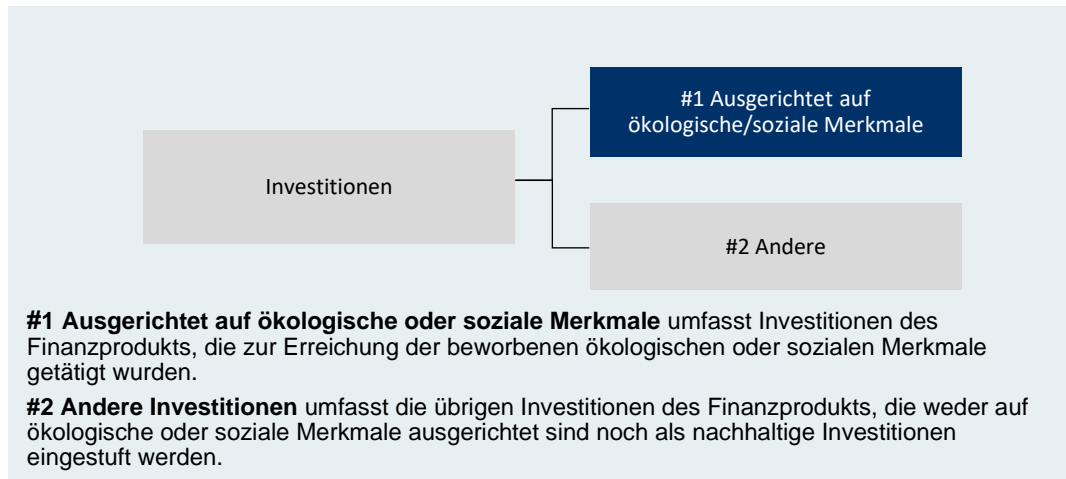 #1 Ausgerichtet auf
ökologische/soziale Merkmale
Investitionen
#2 Andere
#1 Ausgerichtet auf ökologische oder soziale Merkmale umfasst Investitionen des
Finanzprodukts, die zur Erreichung der beworbenen ökologischen oder sozialen Merkmale
getätigt wurden.
#2 Andere Investitionen umfasst die übrigen Investitionen des Finanzprodukts, die weder auf
ökologische oder soziale Merkmale ausgerichtet sind noch als nachhaltige Investitionen
eingestuft werden.